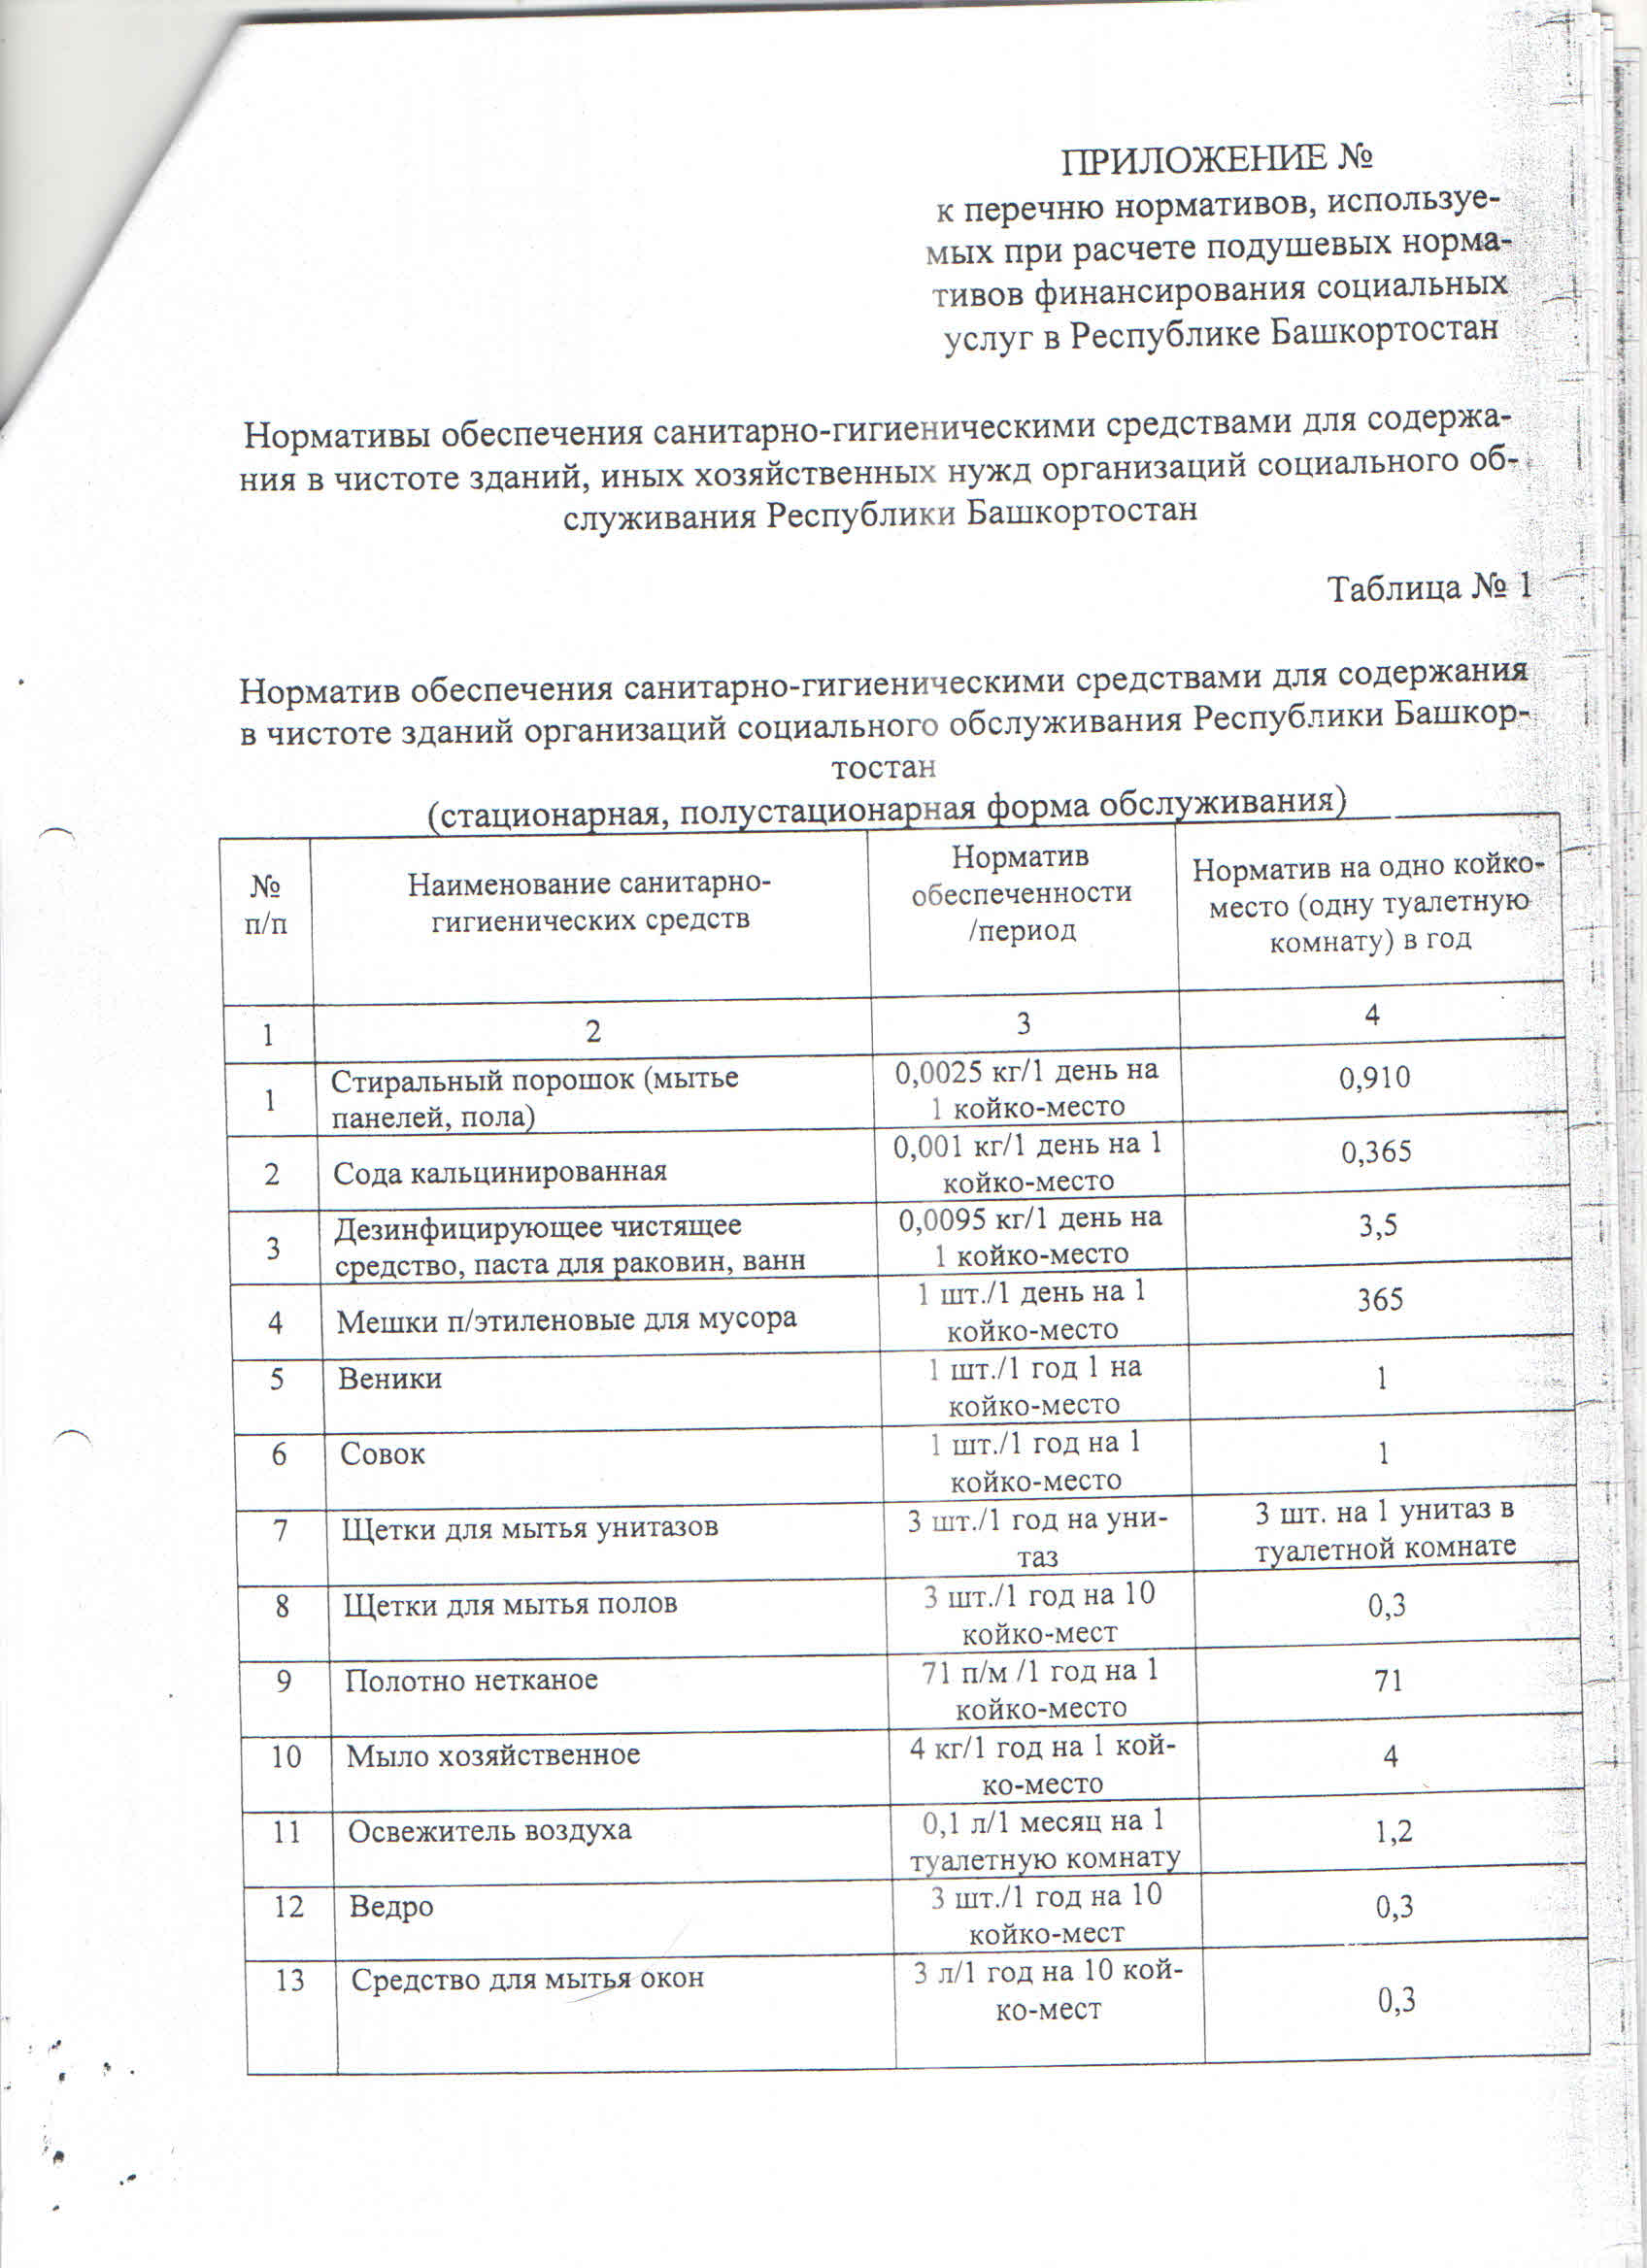 ПРИЛОЖЕНИЕ №
к перечню нормативов, используе-
мых при расчете подушевых норма-
тивов финансирования социальных
услуг в Республике Башкортостан
Нормативы обеспечения санитарно-гигиеническими средствами для содержа-
ния в чистоте зданий, иных хозяйственных нужд организаций социального об-
служивания Республики Башкортостан
Таблица № 1
Норматив обеспечения санитарно-гигиеническими средствами для содержания
в чистоте зданий организаций социального обслуживания Республики Башкор-
тостан
(стационарная, полустационарная форма обслуживания)
№
п/п
Наименование санитарно-
гигиенических средств
Норматив
обеспеченности
/период
Норматив на одно койко-
место (одну туалетную
комнату) в год
1 2 3 4
1
Стиральный порошок (мытье
панелей, пола)
0,0025 кг/1 день на
1 койко-место
0,910
2
Сода кальцинированная
0,001 кг/1 день на 1
койко-место
0,365
3
Дезинфицирующее чистящее
средство, паста для раковин, ванн
0,0095 кг/1 день на
1 койко-место
3,5
4
Мешки п/этиленовые для мусора
1 шт./1 день на 1
койко-место
365
5
Веники
1 шт./1 год 1 на
койко-место
1
6
Совок
1 шт./1 год на 1
койко-место
1
7
Щетки для мытья унитазов
3 шт./1 год на уни-
таз
3 шт. на 1 унитаз в
туалетной комнате
8
Щетки для мытья полов
3 шт./1 год на 10
койко-мест
0,3
9
Полотно нетканое
71 п/м /1 год на 1
койко-место
71
10
Мыло хозяйственное
4 кг/1 год на 1 кой-
ко-место
4
11
Освежитель воздуха
0,1 л/1 месяц на 1
туалетную комнату
1,2
12
Ведро
3 шт./1 год на 10
койко-мест
0,3
13
Средство для мытья окон
3 л/1 год на 10 кой-
ко-мест
0,3